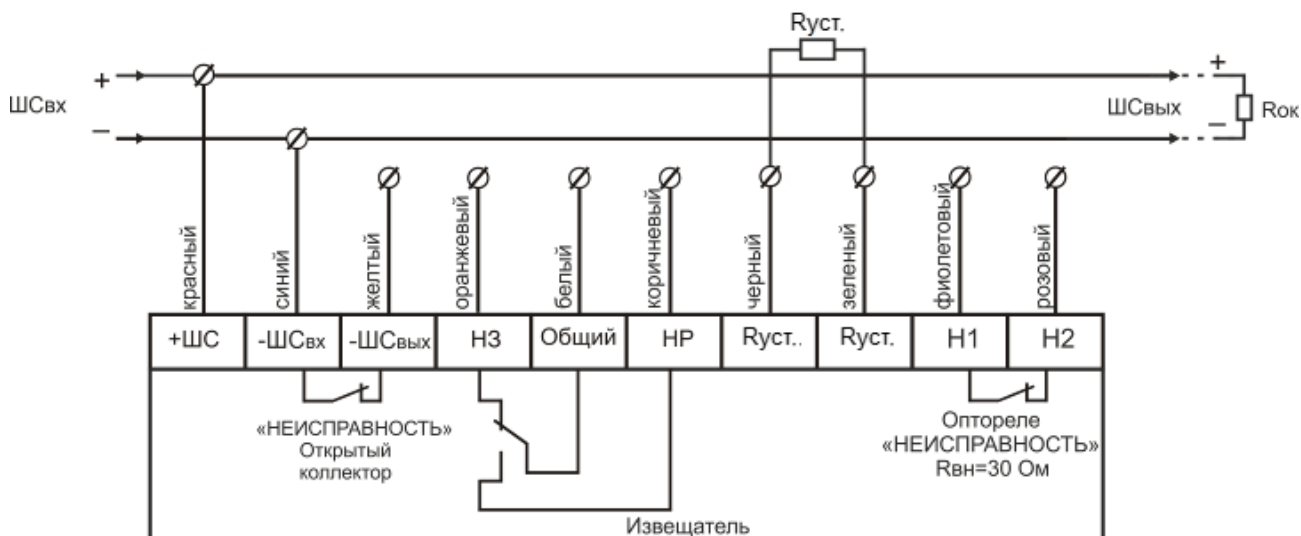 Rуст.
+
+
ШСвх
ШСвых
Rок
–
–
красный
синий
желтый
оранжевый
белый
коричневый
черный
зеленый
фиолетовый
розовый
+ШС
-ШСвх
-ШСвых
НЗ
Общий
НР
Rуст..
Rуст.
Н1
Н2
«НЕИСПРАВНОСТЬ»
Открытый
коллектор
Оптореле
«НЕИСПРАВНОСТЬ»
Rвн=30 Ом
Извещатель